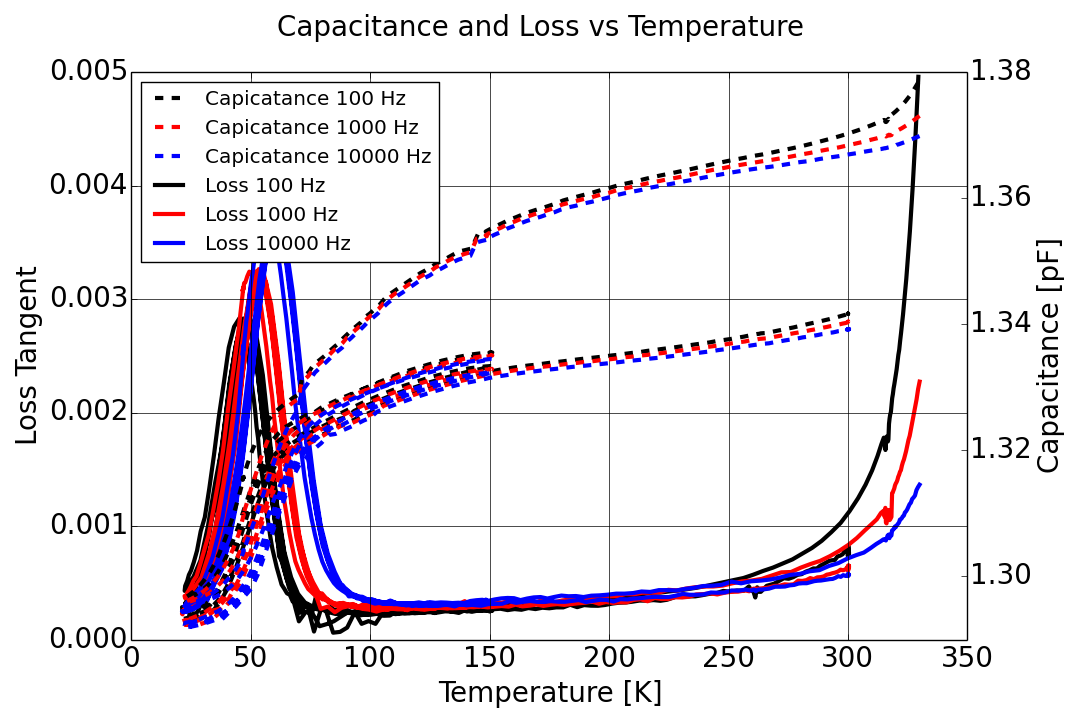 Capacitance and Loss vs Temperature
0.005
0.004
0.003
0.002
0.001
0.000
Loss Tangent
Capicatance 100 Hz
Capicatance 1000 Hz
Capicatance 10000 Hz
Loss 100 Hz
Loss 1000 Hz
Loss 10000 Hz
1.38
1.36
1.34
1.32
1.30
Capacitance [pF]
0 50 100 150 200 250 300 350
Temperature [K]